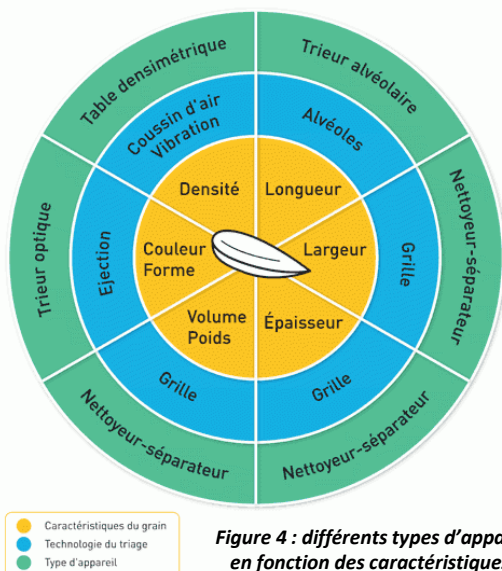 Table densimétrique
Trieur alvéolaire
Coussin d'air
Vibration
Alvéoles
Densité
Longueur
Trieur optique
Ejection
Couleur
Forme
Largeur
Grille
Nettoyeur-séparateur
Volume
Poids
Épaisseur
Grille
Grille
Nettoyeur-séparateur
Nettoyeur-séparateur
Caractéristiques du grain
Technologie du triage
Type d'appareil
Figure 4 : différents types d'appa
en fonction des caractéristique